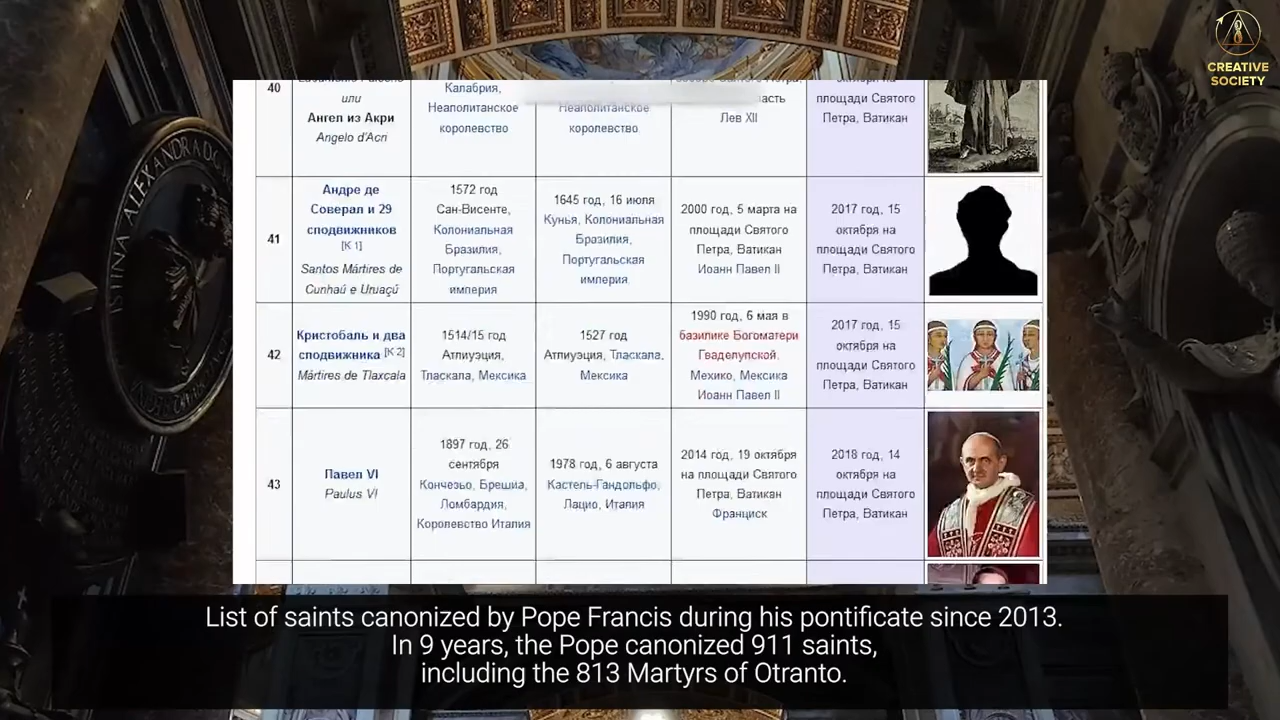 CREATIVE
SOCIETY
ISTINA ALEXANDRA D.G.
40
или
Ангел из Акри
Angelo d'Acri
Калабрия,
Неаполитанское
королевство
Неаполитанское
королевство
Лев XII
площади Святого
Петра, Ватикан
41
Андре де
Соверал и 29
сподвижников
[K 1]
Santos Mártires de
Cunhaú e Uruaçú
1572 год
Сан-Висенте,
Колониальная
Бразилия,
Португальская
империя
1645 год, 16 июля
Кунья, Колониальная
Бразилия,
Португальская
империя
2000 год, 5 марта на
площади Святого
Петра, Ватикан
Иоанн Павел II
2017 год, 15
октября на
площади Святого
Петра, Ватикан
42
Кристобаль и два
сподвижника [K 2]
Mártires de Tlaxcala
1514/15 год
Атлиуэция,
Тласкала, Мексика
1527 год
Атлиуэция, Тласкала,
Мексика
1990 год, 6 мая в
базилике Богоматери
Гваделупской,
Мехико, Мексика
Иоанн Павел II
2017 год, 15
октября на
площади Святого
Петра, Ватикан
43
Павел VI
Paulus VI
1897 год, 26
сентября
Кончезьо, Брешиа,
Ломбардия,
Королевство Италия
1978 год, 6 августа
Кастель-Гандольфо,
Лацио, Италия
2014 год, 19 октября
на площади Святого
Петра, Ватикан
Франциск
2018 год, 14
октября на
площади Святого
Петра, Ватикан
List of saints canonized by Pope Francis during his pontificate since 2013.
In 9 years, the Pope canonized 911 saints,
including the 813 Martyrs of Otranto.